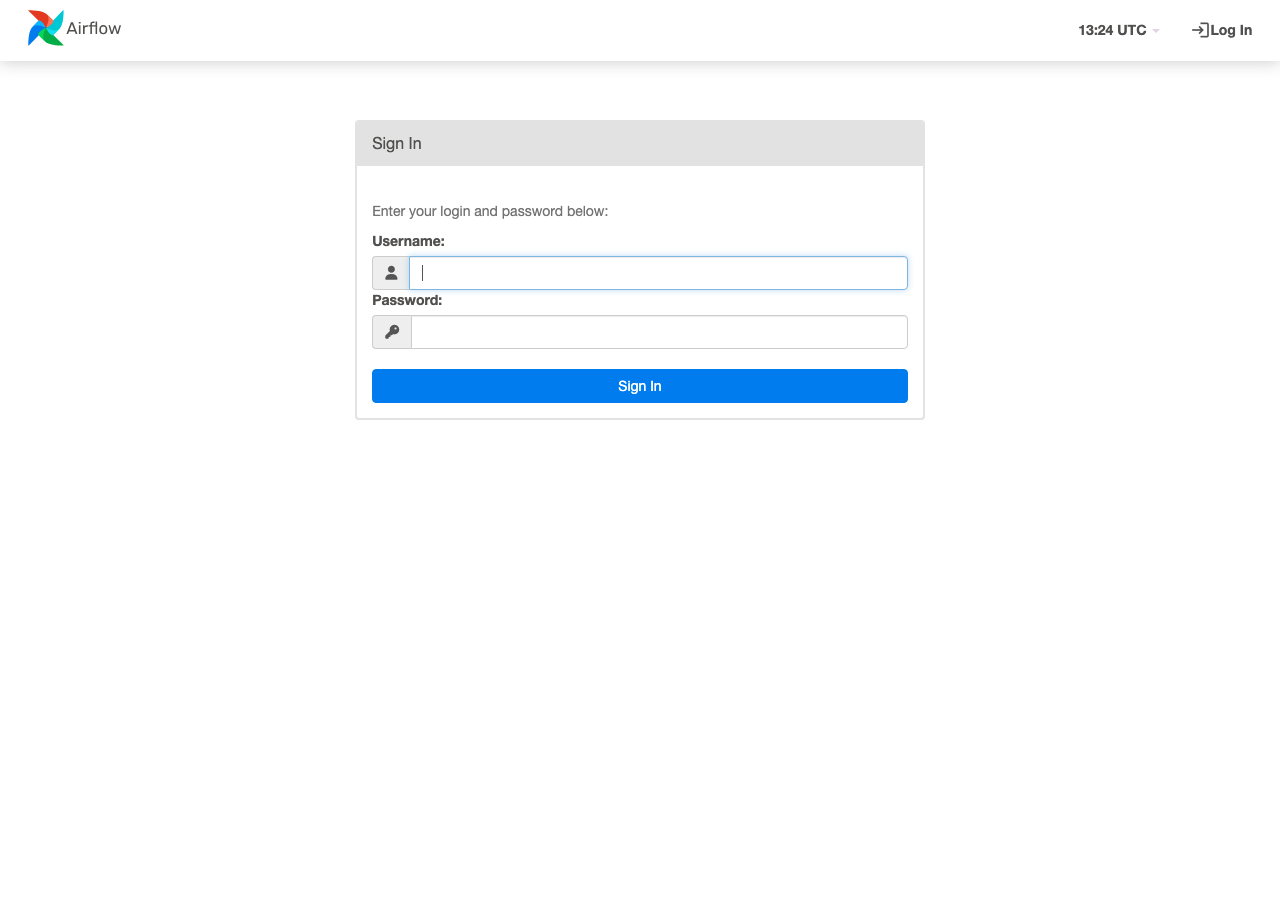 Airflow
13:24 UTC
Log In
Sign In
Enter your login and password below:
Username:
Password:
Sign In